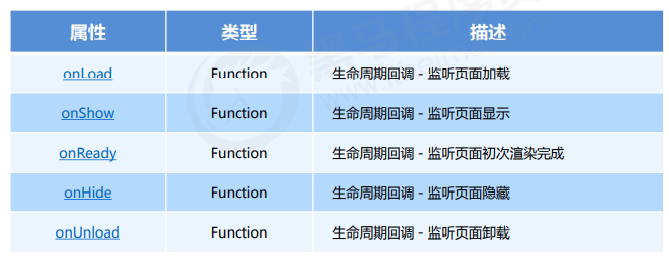 属性 类型 描述
onLoad Function 生命周期回调 - 监听页面加载
onShow Function 生命周期回调 - 监听页面显示
onReady Function 生命周期回调 - 监听页面初次渲染完成
onHide Function 生命周期回调 - 监听页面隐藏
onUnload Function 生命周期回调 - 监听页面卸载